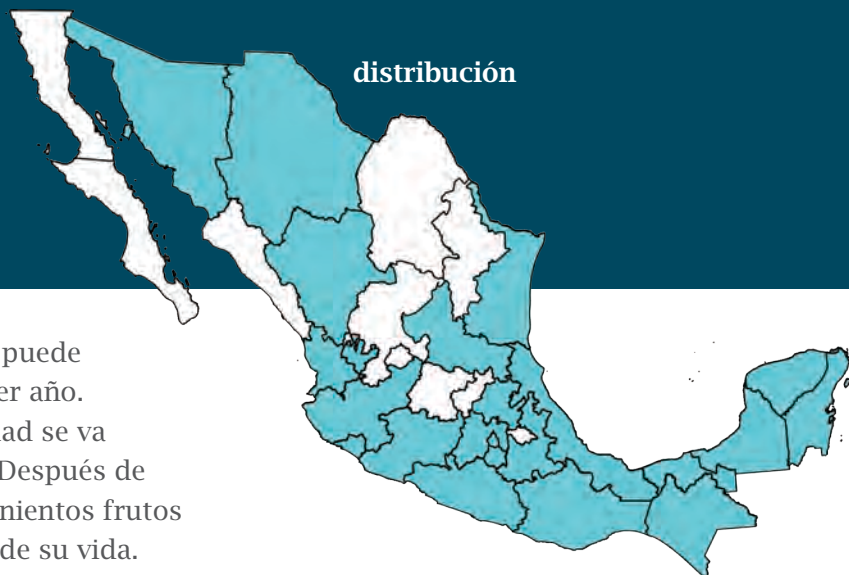 distribución
puede
er año.
ad se va
Después de
nientos frutos
de su vida.